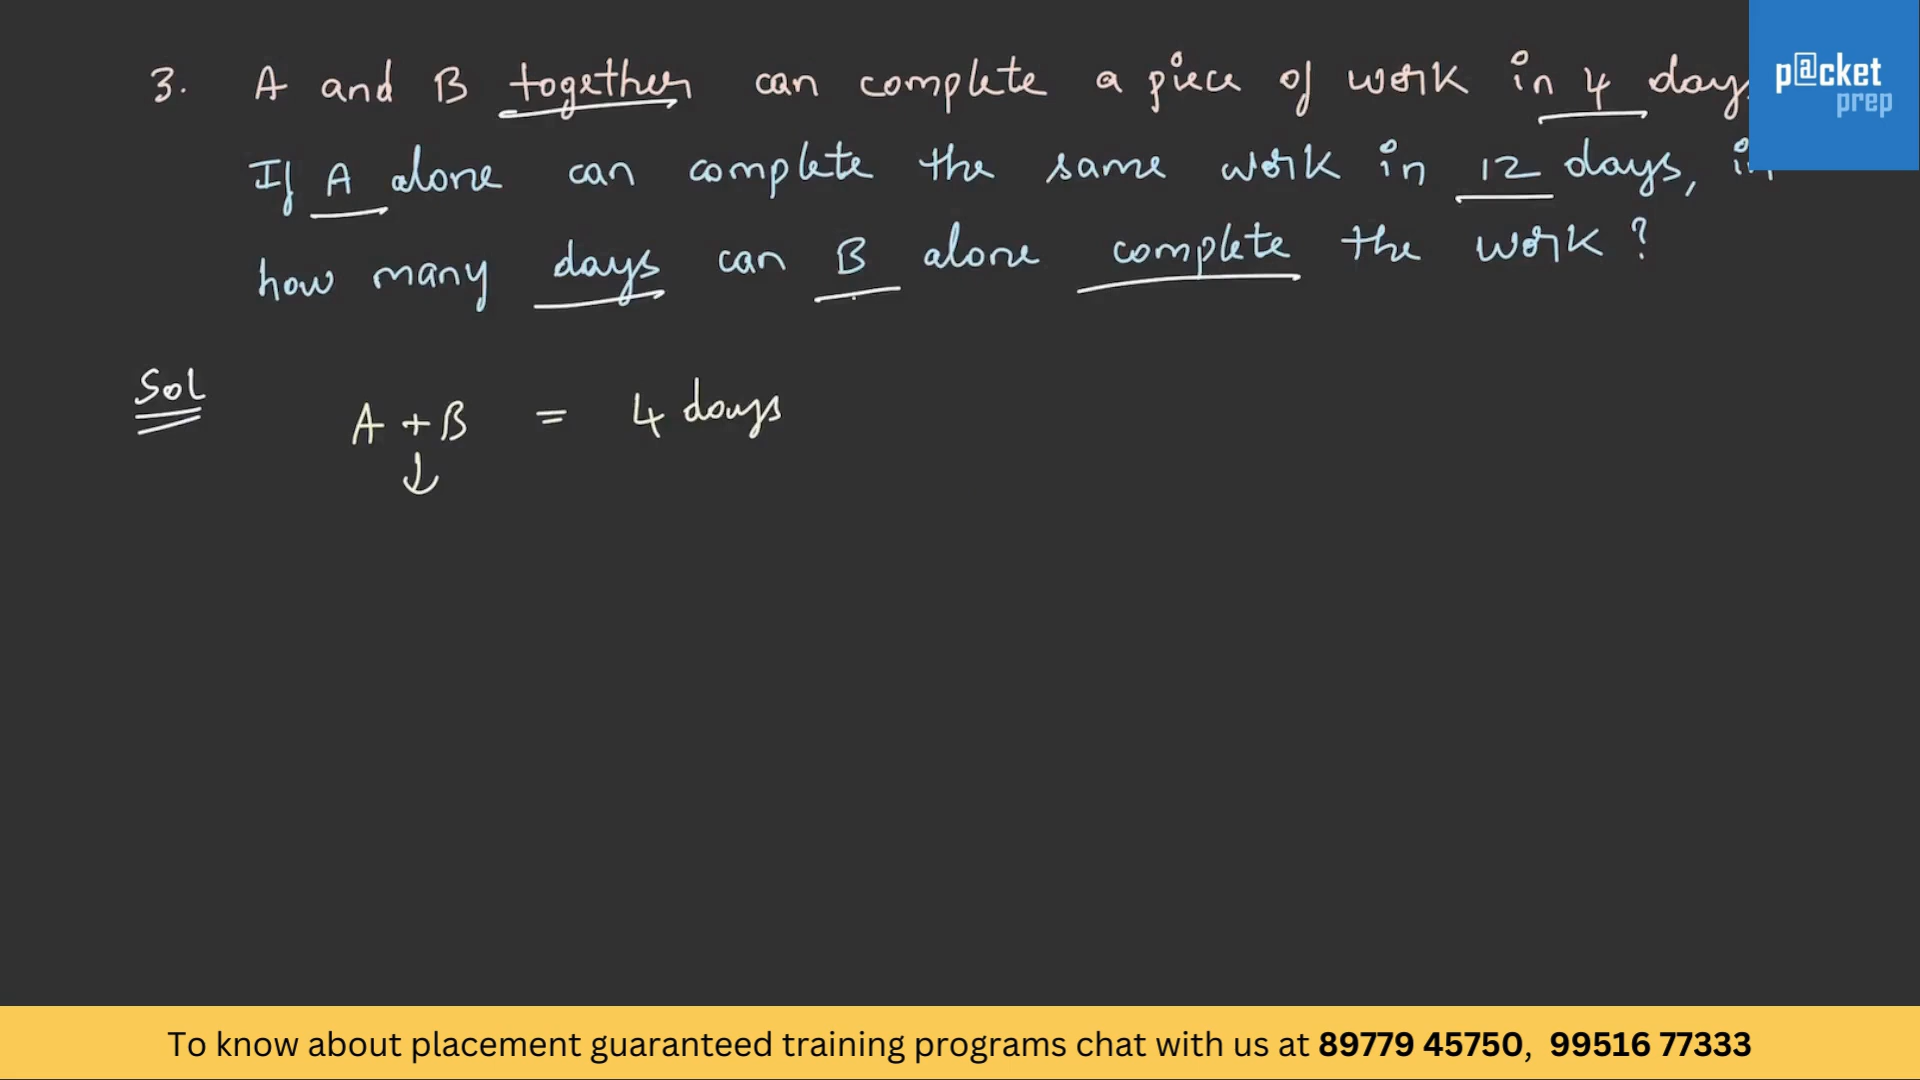 3. A and B together can complete a piece of work in 4 day
p@cket
prep
If A alone can complete the same work in 12 days, in
how many days can B alone complete the work?
Sol
A + B = 4 days
To know about placement guaranteed training programs chat with us at 89779 45750, 99516 77333